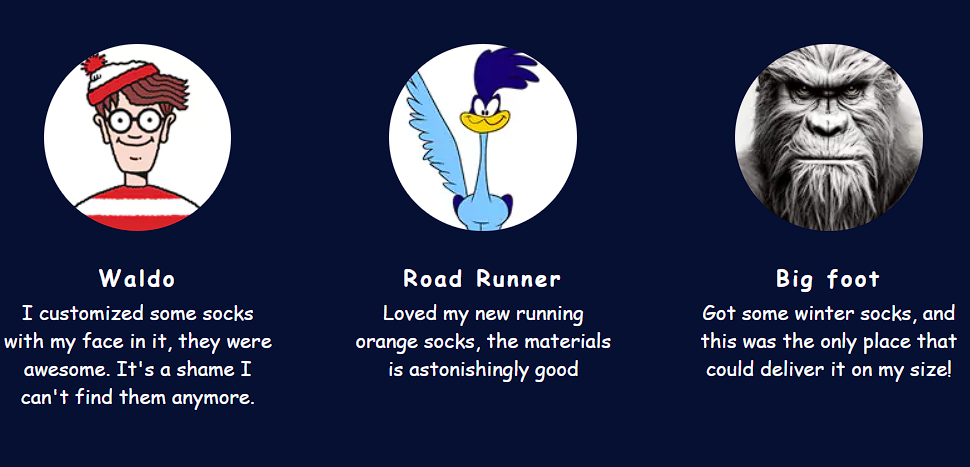 Waldo
I customized some socks
with my face in it, they were
awesome. It's a shame I
can't find them anymore.
Road Runner
Loved my new running
orange socks, the materials
is astonishingly good
Big foot
Got some winter socks, and
this was the only place that
could deliver it on my size!